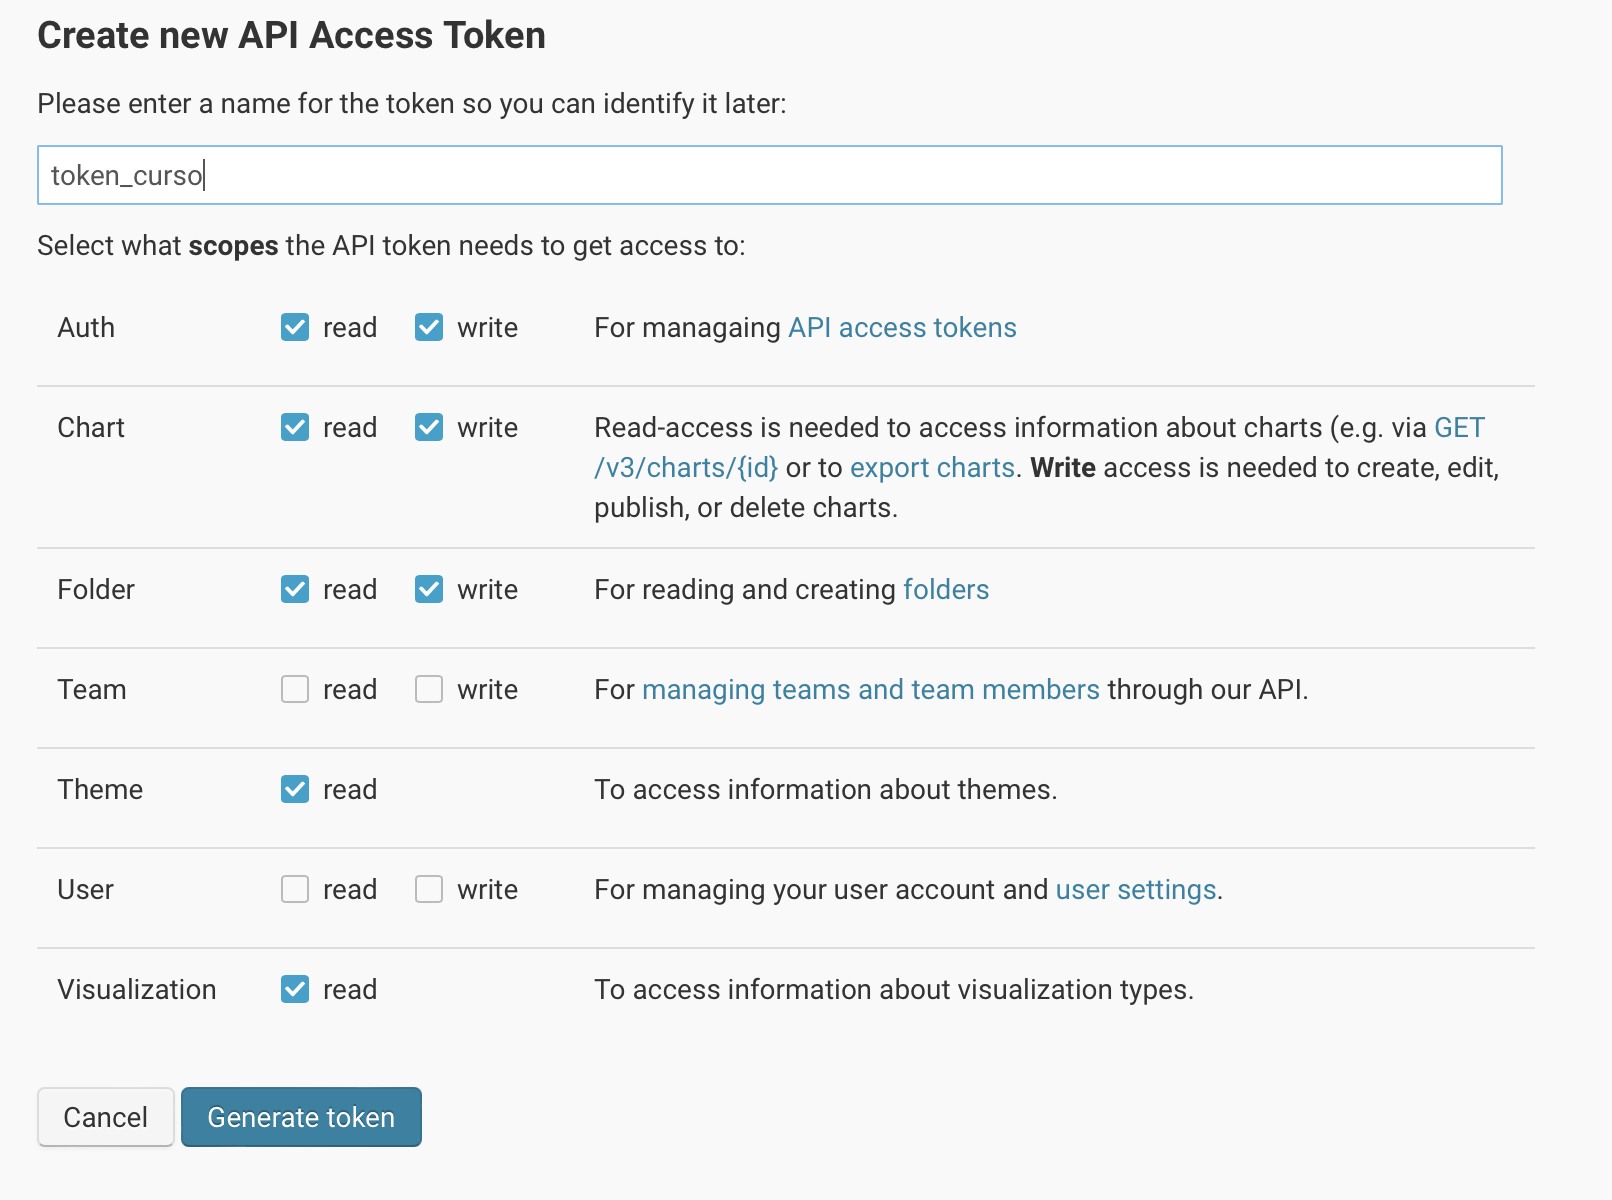 Create new API Access Token
Please enter a name for the token so you can identify it later:
token_curso
Select what scopes the API token needs to get access to:
Auth read write For managaing API access tokens
Chart read write Read-access is needed to access information about charts (e.g. via GET
/v3/charts/{id} or to export charts. Write access is needed to create, edit,
publish, or delete charts.
Folder read write For reading and creating folders
Team read write For managing teams and team members through our API.
Theme read To access information about themes.
User read write For managing your user account and user settings.
Visualization read To access information about visualization types.
Cancel Generate token